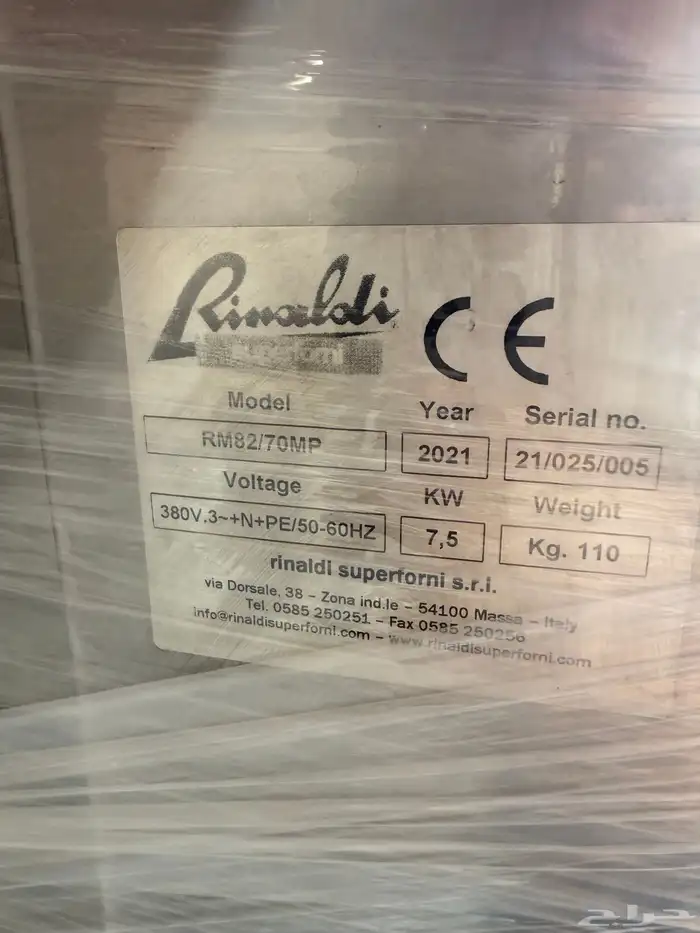 Rinaldi
superforni
CE
Model Year Serial no.
RM82/70MP 2021 21/025/005
Voltage KW Weight
380V.3~+N+PE/50-60HZ 7,5 Kg. 110
rinaldi superforni s.r.l.
via Dorsale, 38 – Zona ind.le – 54100 Massa – Italy
Tel. 0585 250251 – Fax 0585 250256
info@rinaldisuperforni.com – www.rinaldisuperforni.com
حراج